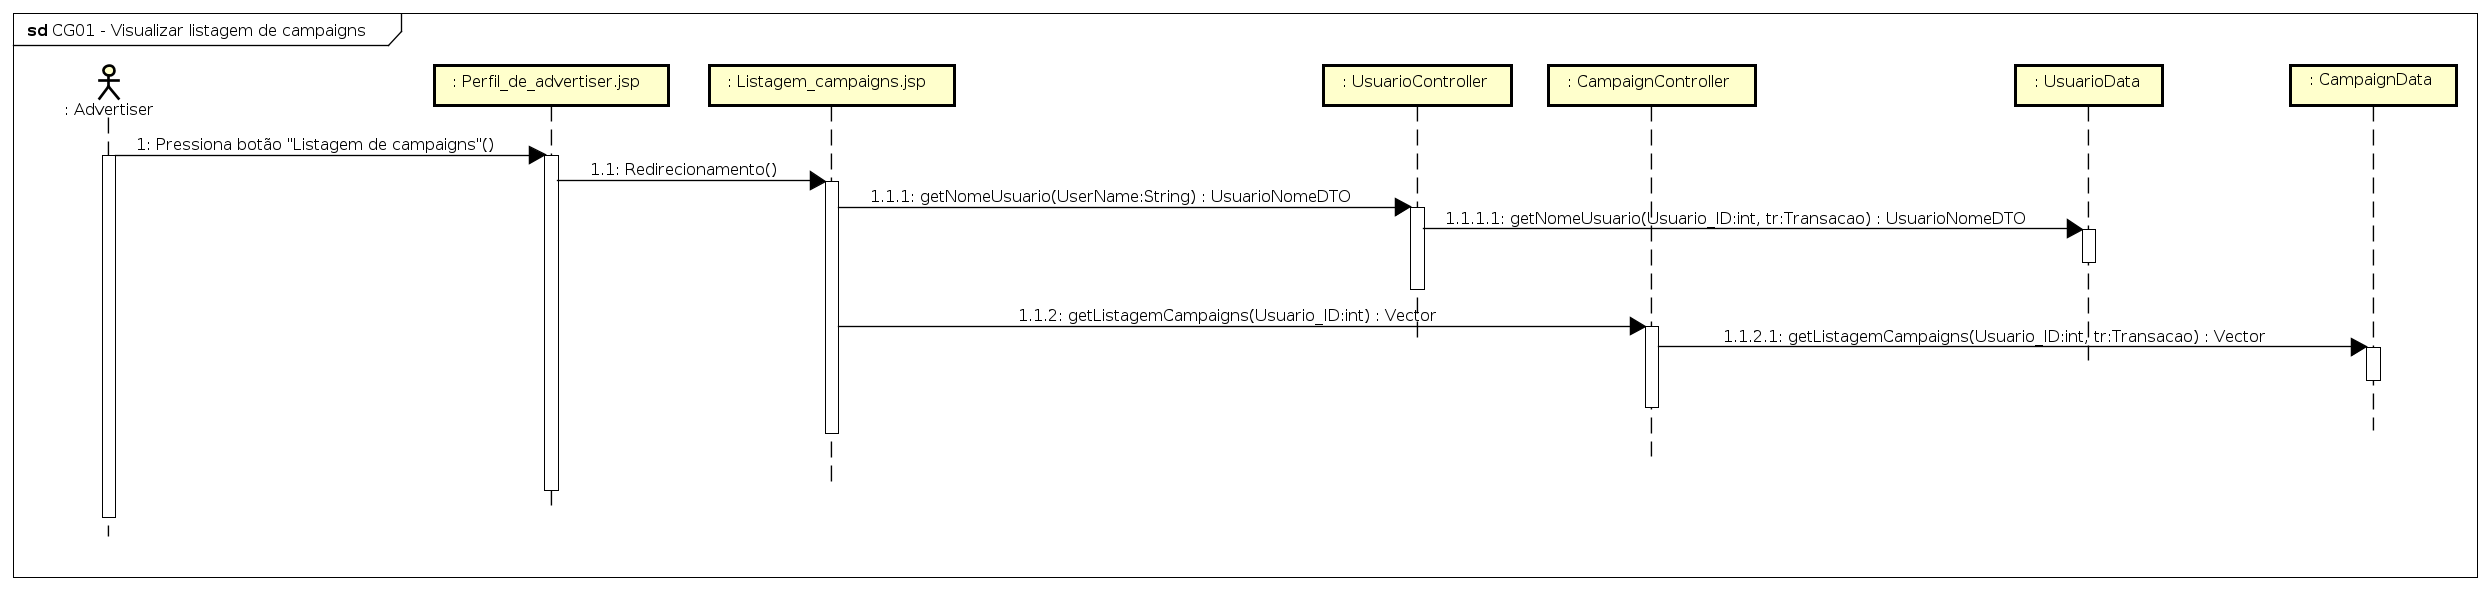 sd CG01 - Visualizar listagem de campaigns
: Advertiser
: Perfil_de_advertiser.jsp
: Listagem_campaigns.jsp
: UsuarioController
: CampaignController
: UsuarioData
: CampaignData
1: Pressiona botão "Listagem de campaigns"()
1.1: Redirecionamento()
1.1.1: getNomeUsuario(UserName:String) : UsuarioNomeDTO
1.1.1.1: getNomeUsuario(Usuario_ID:int, tr:Transacao) : UsuarioNomeDTO
1.1.2: getListagemCampaigns(Usuario_ID:int) : Vector
1.1.2.1: getListagemCampaigns(Usuario_ID:int, tr:Transacao) : Vector